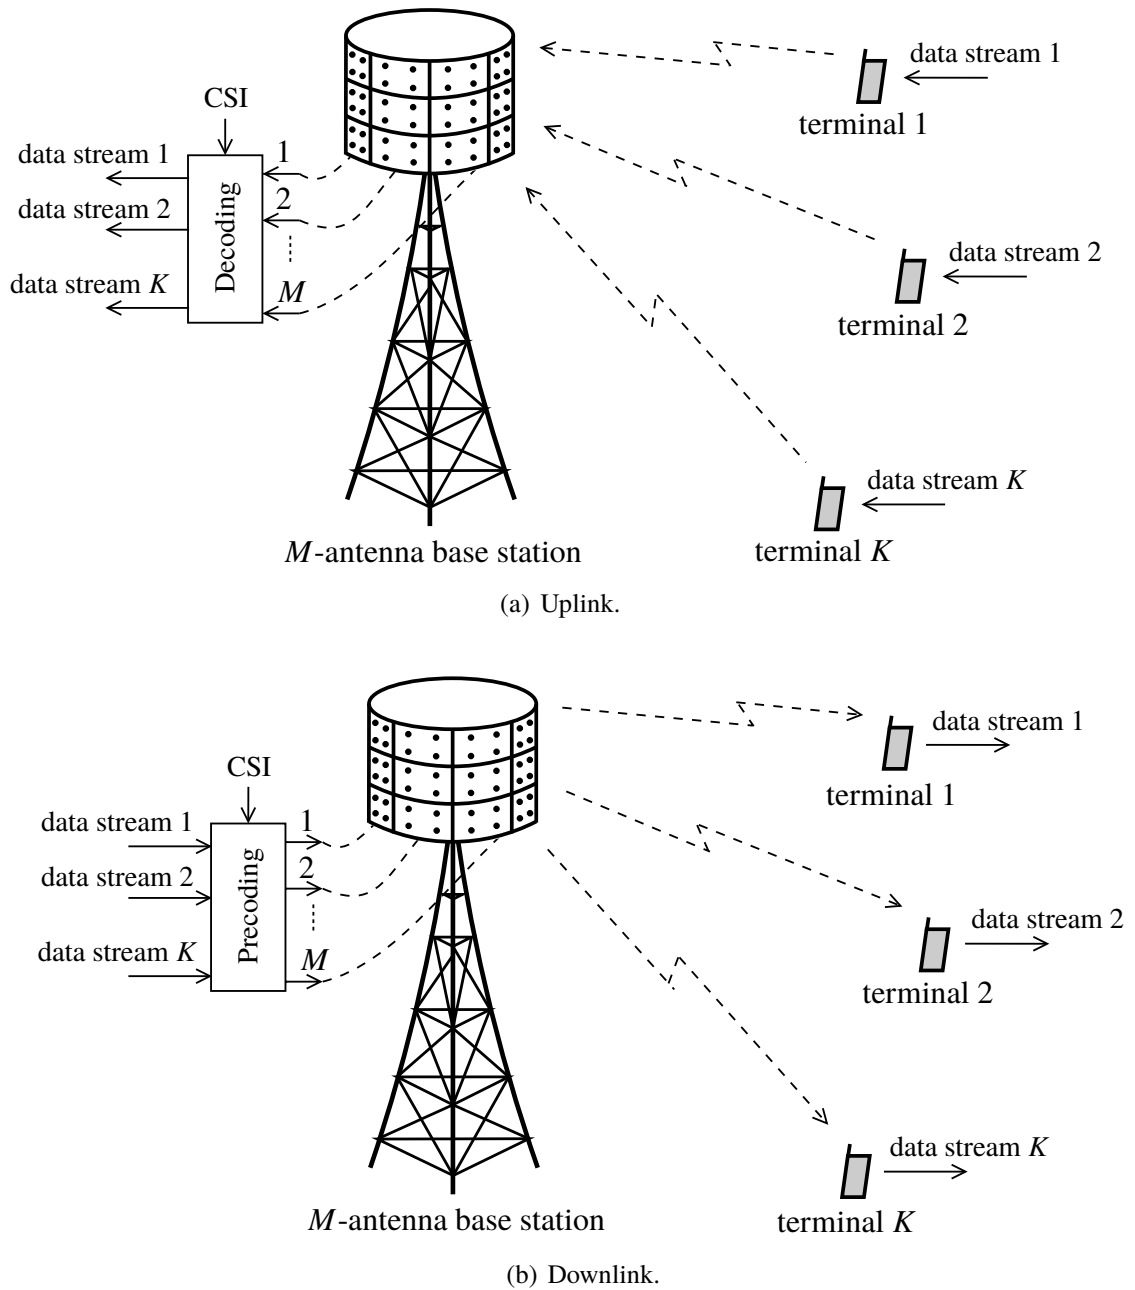 data stream 1
terminal 1
CSI
data stream 1
data stream 2
data stream K
Decoding
1
2
M
data stream 2
terminal 2
data stream K
terminal K
M-antenna base station
(a) Uplink.
data stream 1
terminal 1
CSI
data stream 1
data stream 2
data stream K
Precoding
1
2
M
data stream 2
terminal 2
data stream K
terminal K
M-antenna base station
(b) Downlink.